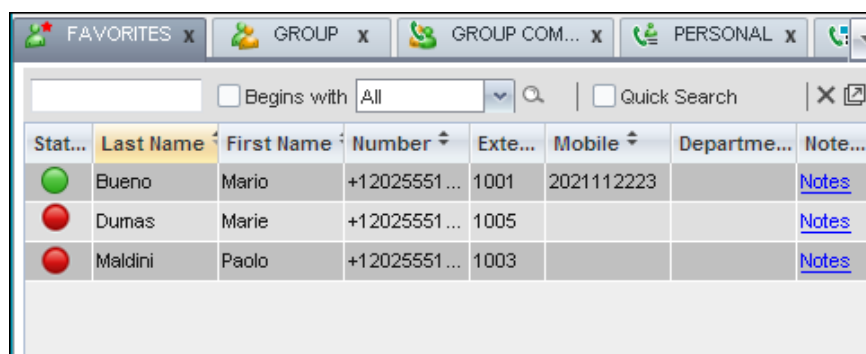 FAVORITES x GROUP x GROUP COM... x PERSONAL x
Begins with All Quick Search
Stat... Last Name First Name Number Exte... Mobile Departme... Note...
Bueno Mario +12025551... 1001 2021112223 Notes
Dumas Marie +12025551... 1005 Notes
Maldini Paolo +12025551... 1003 Notes